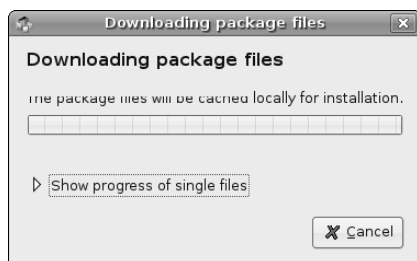 Downloading package files
Downloading package files
The package files will be cached locally for installation.
Show progress of single files
Cancel